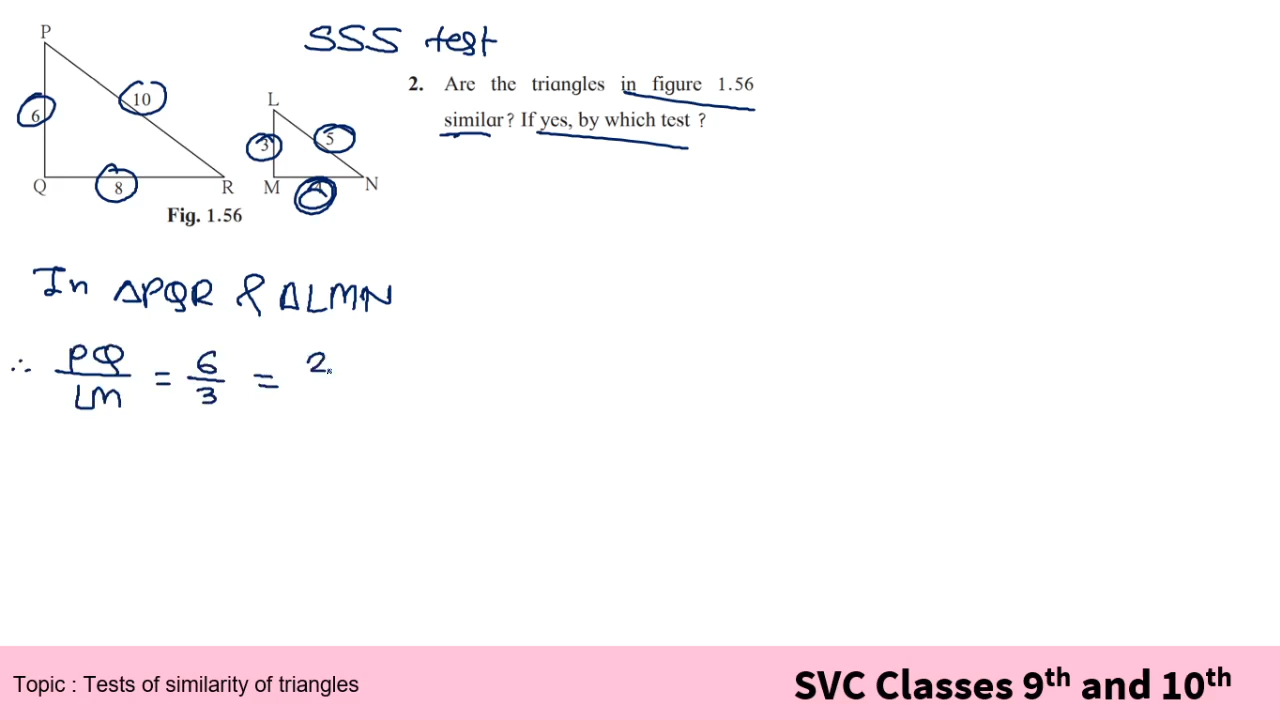 SSS test
P
10
6
L
3
5
Q
8
R
M
4
N
Fig. 1.56
2. Are the triangles in figure 1.56
similar? If yes, by which test ?
In ΔPQR & ΔLMN
∴ PQ/LM = 6/3 = 2
Topic : Tests of similarity of triangles
SVC Classes 9th and 10th